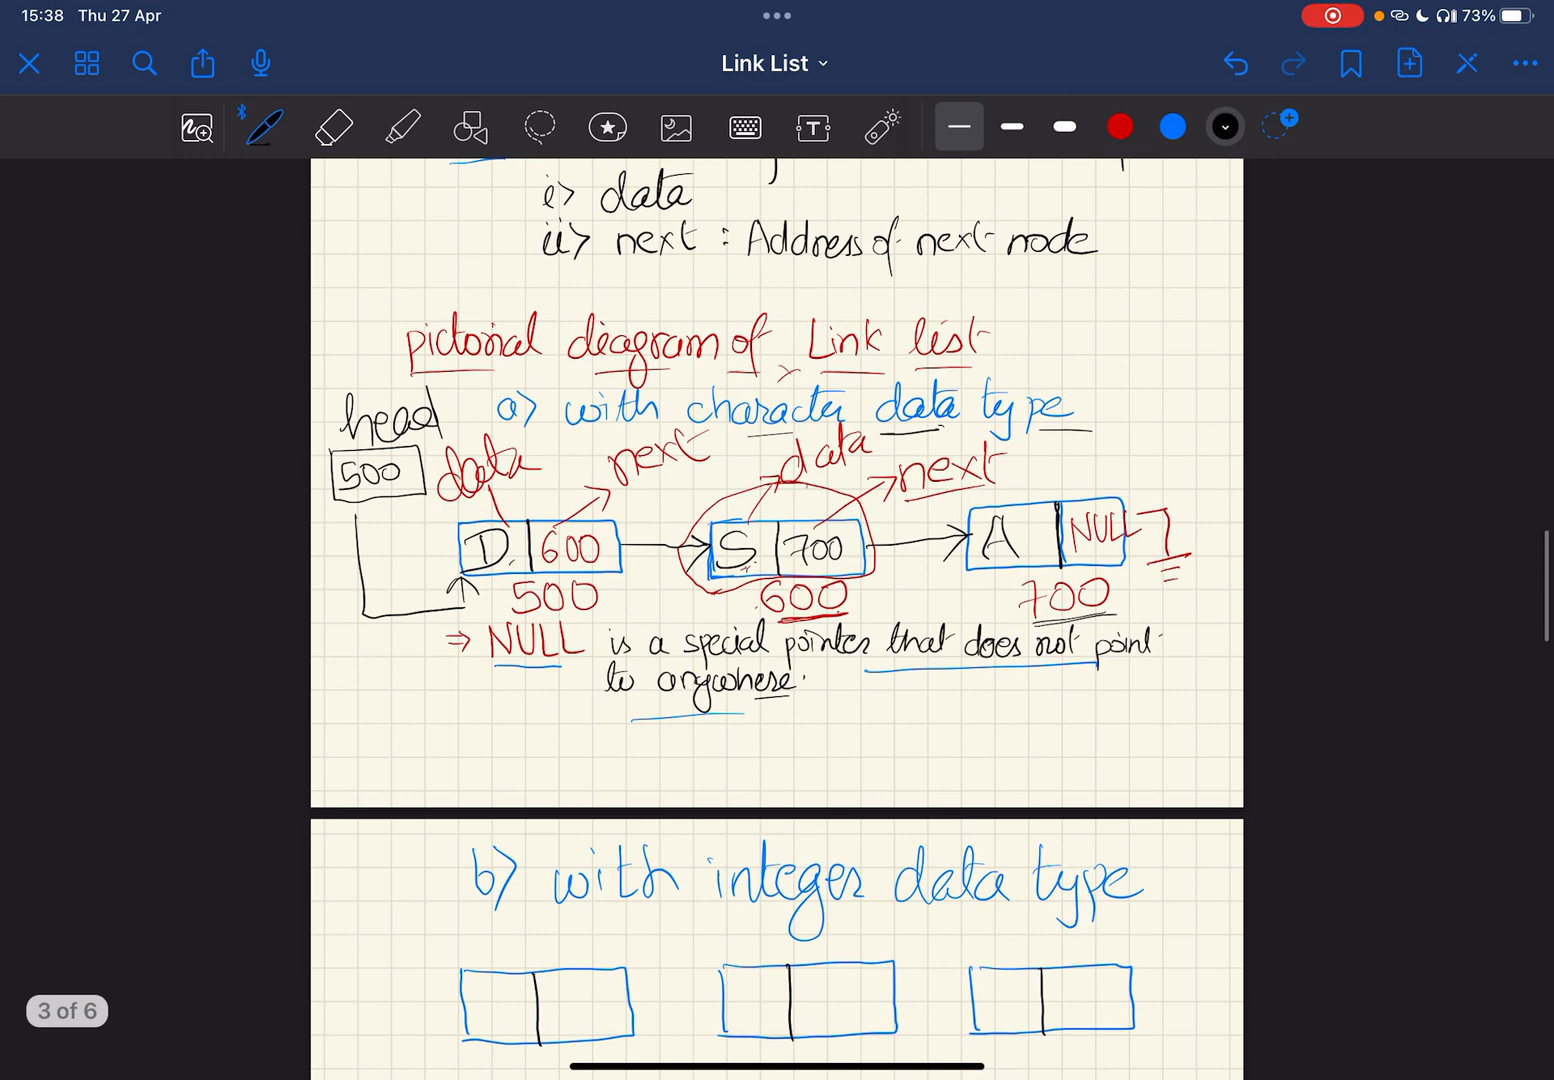 15:38 Thu 27 Apr
73%
Link List
i> data
ii> next : Address of next node
pictorial diagram of Link list
a> with character data type
head
500
data
next
data
next
D 600
S 700
A NULL
500
600
700
⇒ NULL is a special pointer that does not point
to anywhere.
b> with integer data type
3 of 6